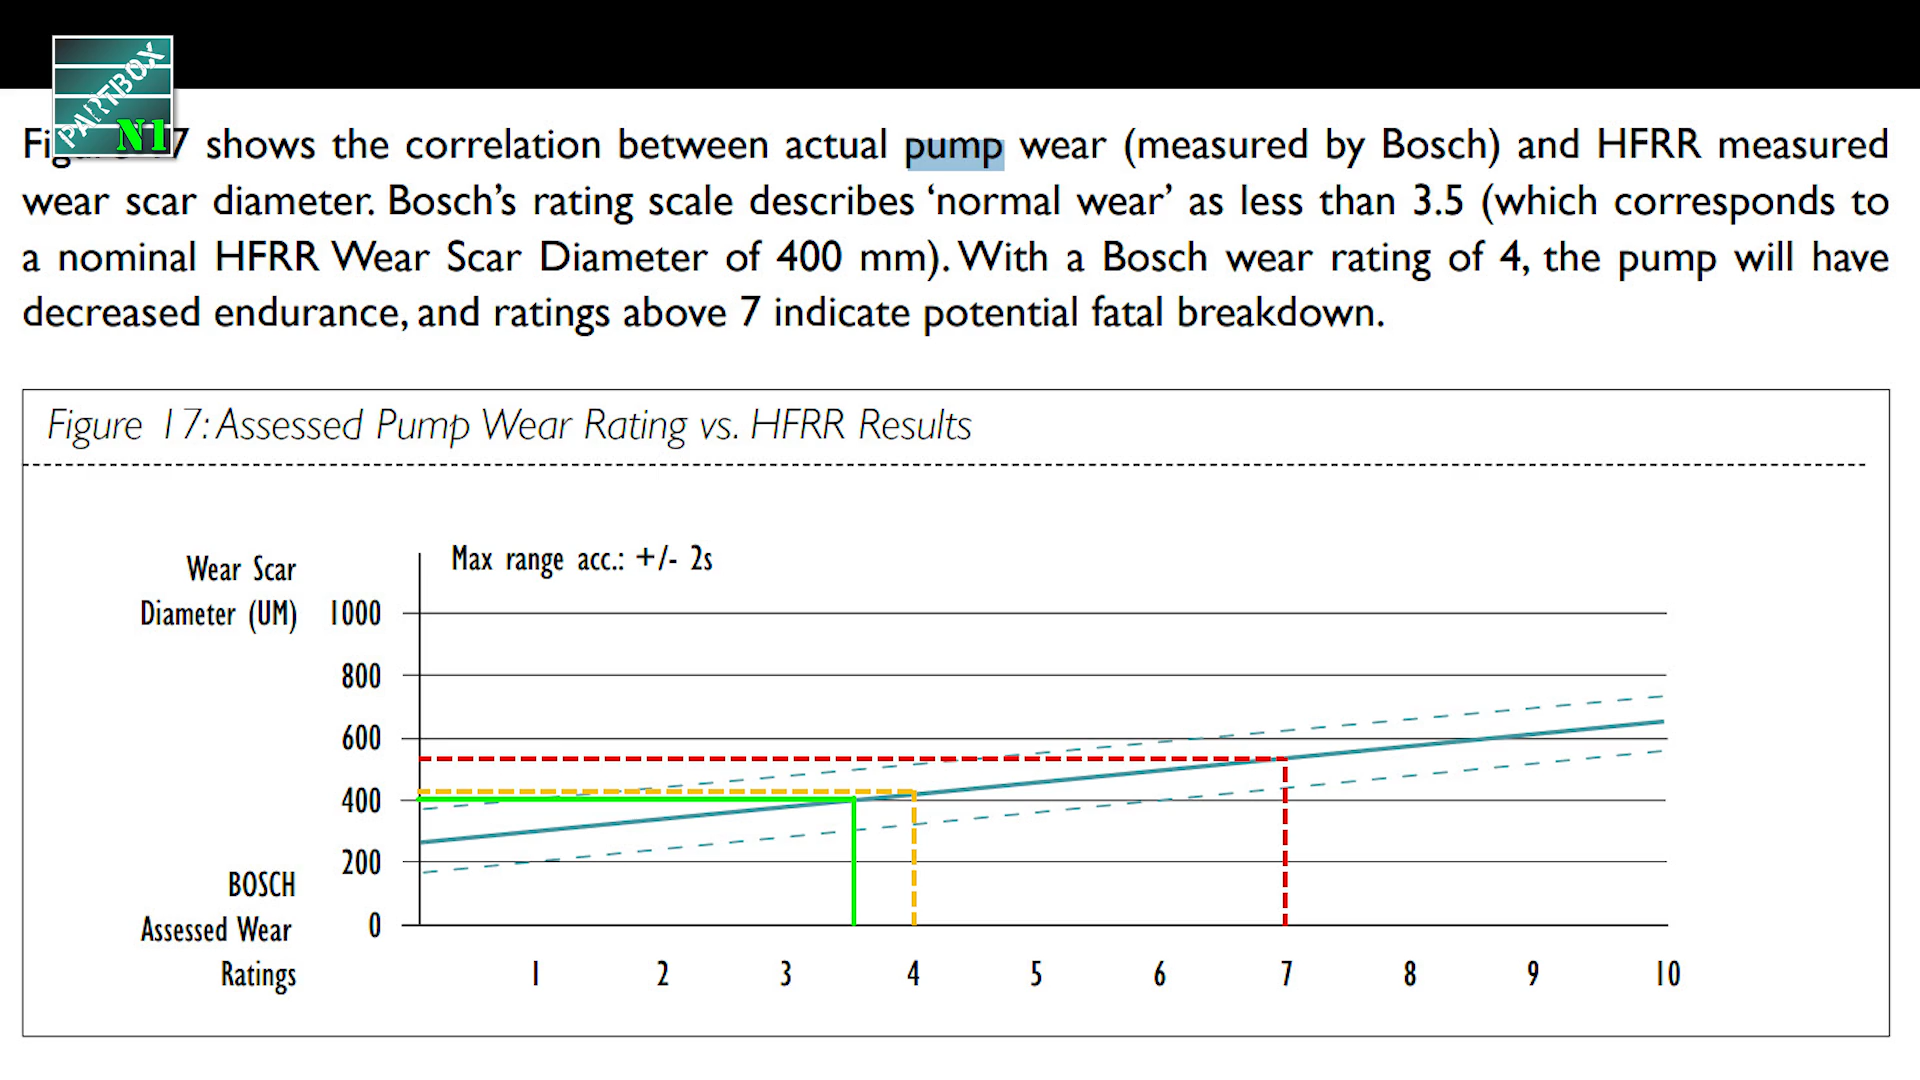 PARTBOX
N1
Figure 17 shows the correlation between actual pump wear (measured by Bosch) and HFRR measured
wear scar diameter. Bosch’s rating scale describes ‘normal wear’ as less than 3.5 (which corresponds to
a nominal HFRR Wear Scar Diameter of 400 mm). With a Bosch wear rating of 4, the pump will have
decreased endurance, and ratings above 7 indicate potential fatal breakdown.
Figure 17: Assessed Pump Wear Rating vs. HFRR Results
Max range acc.: +/- 2s
Wear Scar
Diameter (UM) 1000
800
600
400
200
BOSCH
Assessed Wear 0
Ratings 1 2 3 4 5 6 7 8 9 10